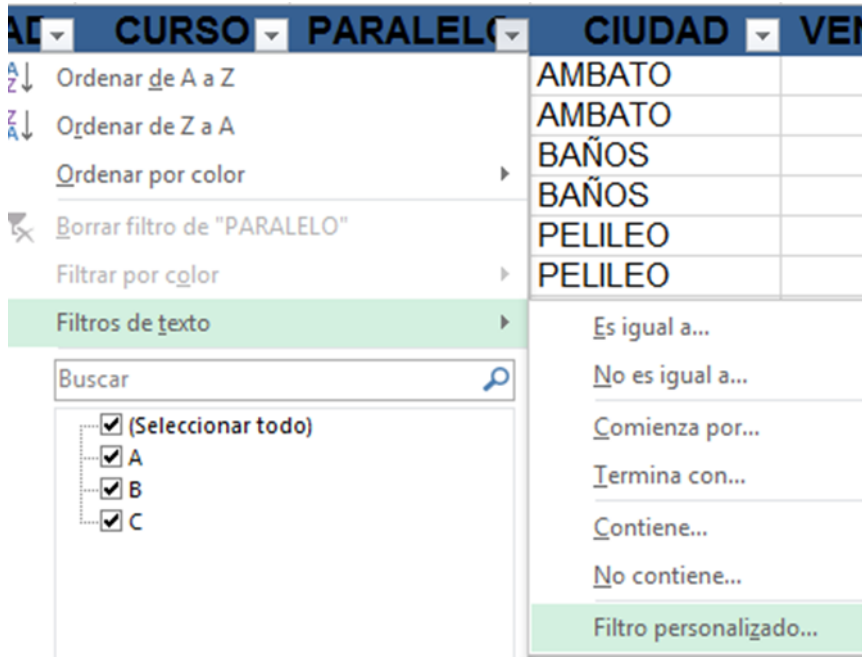 CURSO PARALELO CIUDAD
Ordenar de A a Z
AMBATO
Ordenar de Z a A
AMBATO
Ordenar por color
BAÑOS
BAÑOS
Borrar filtro de "PARALELO"
PELILEO
Filtrar por color
PELILEO
Filtros de texto
Buscar
(Seleccionar todo)
A
B
C
Es igual a...
No es igual a...
Comienza por...
Termina con...
Contiene...
No contiene...
Filtro personalizado...